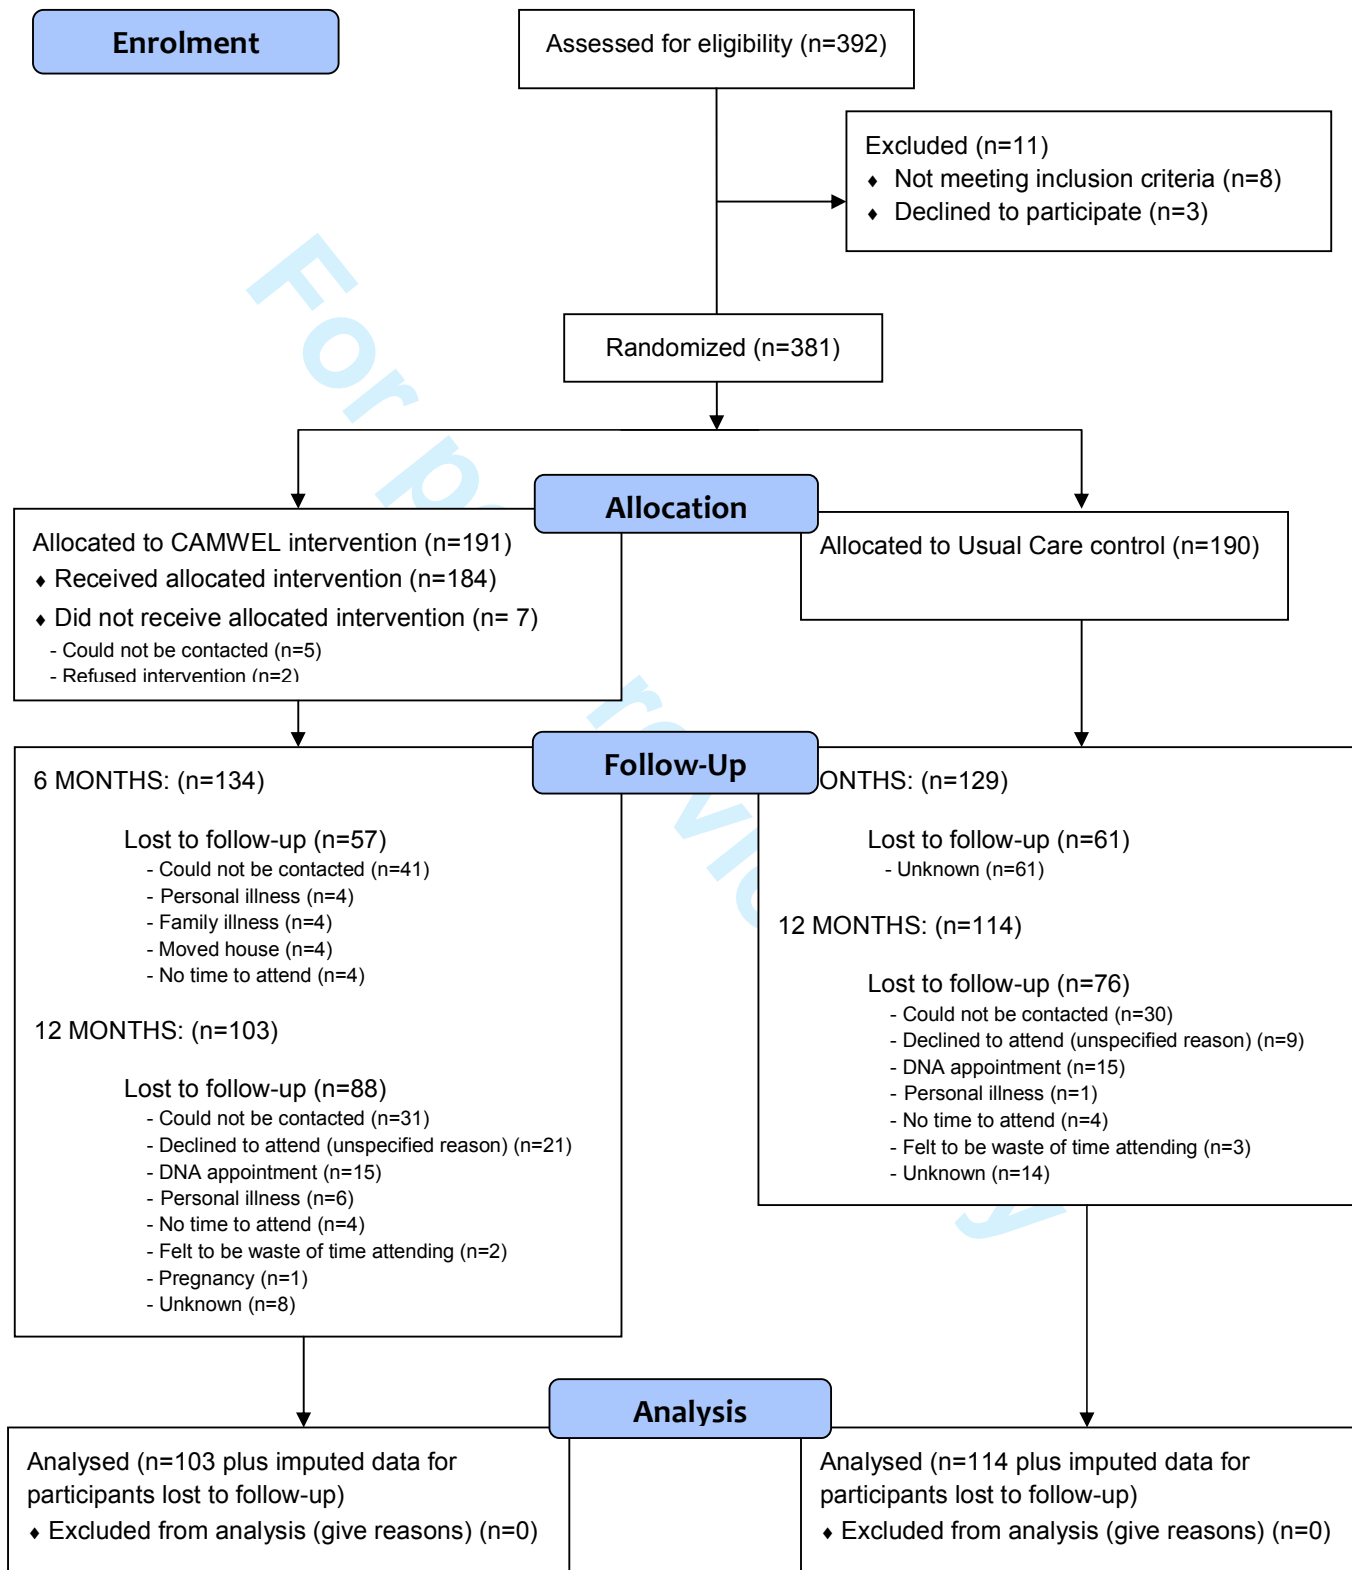 Enrolment
Assessed for eligibility (n=392)
Excluded (n=11)
♦ Not meeting inclusion criteria (n=8)
♦ Declined to participate (n=3)
Randomized (n=381)
Allocation
Allocated to CAMWEL intervention (n=191)
♦ Received allocated intervention (n=184)
♦ Did not receive allocated intervention (n= 7)
- Could not be contacted (n=5)
- Refused intervention (n=2)
Allocated to Usual Care control (n=190)
Follow-Up
6 MONTHS: (n=134)
Lost to follow-up (n=57)
- Could not be contacted (n=41)
- Personal illness (n=4)
- Family illness (n=4)
- Moved house (n=4)
- No time to attend (n=4)
12 MONTHS: (n=103)
Lost to follow-up (n=88)
- Could not be contacted (n=31)
- Declined to attend (unspecified reason) (n=21)
- DNA appointment (n=15)
- Personal illness (n=6)
- No time to attend (n=4)
- Felt to be waste of time attending (n=2)
- Pregnancy (n=1)
- Unknown (n=8)
ONTHS: (n=129)
Lost to follow-up (n=61)
- Unknown (n=61)
12 MONTHS: (n=114)
Lost to follow-up (n=76)
- Could not be contacted (n=30)
- Declined to attend (unspecified reason) (n=9)
- DNA appointment (n=15)
- Personal illness (n=1)
- No time to attend (n=4)
- Felt to be waste of time attending (n=3)
- Unknown (n=14)
Analysis
Analysed (n=103 plus imputed data for
participants lost to follow-up)
♦ Excluded from analysis (give reasons) (n=0)
Analysed (n=114 plus imputed data for
participants lost to follow-up)
♦ Excluded from analysis (give reasons) (n=0)
For